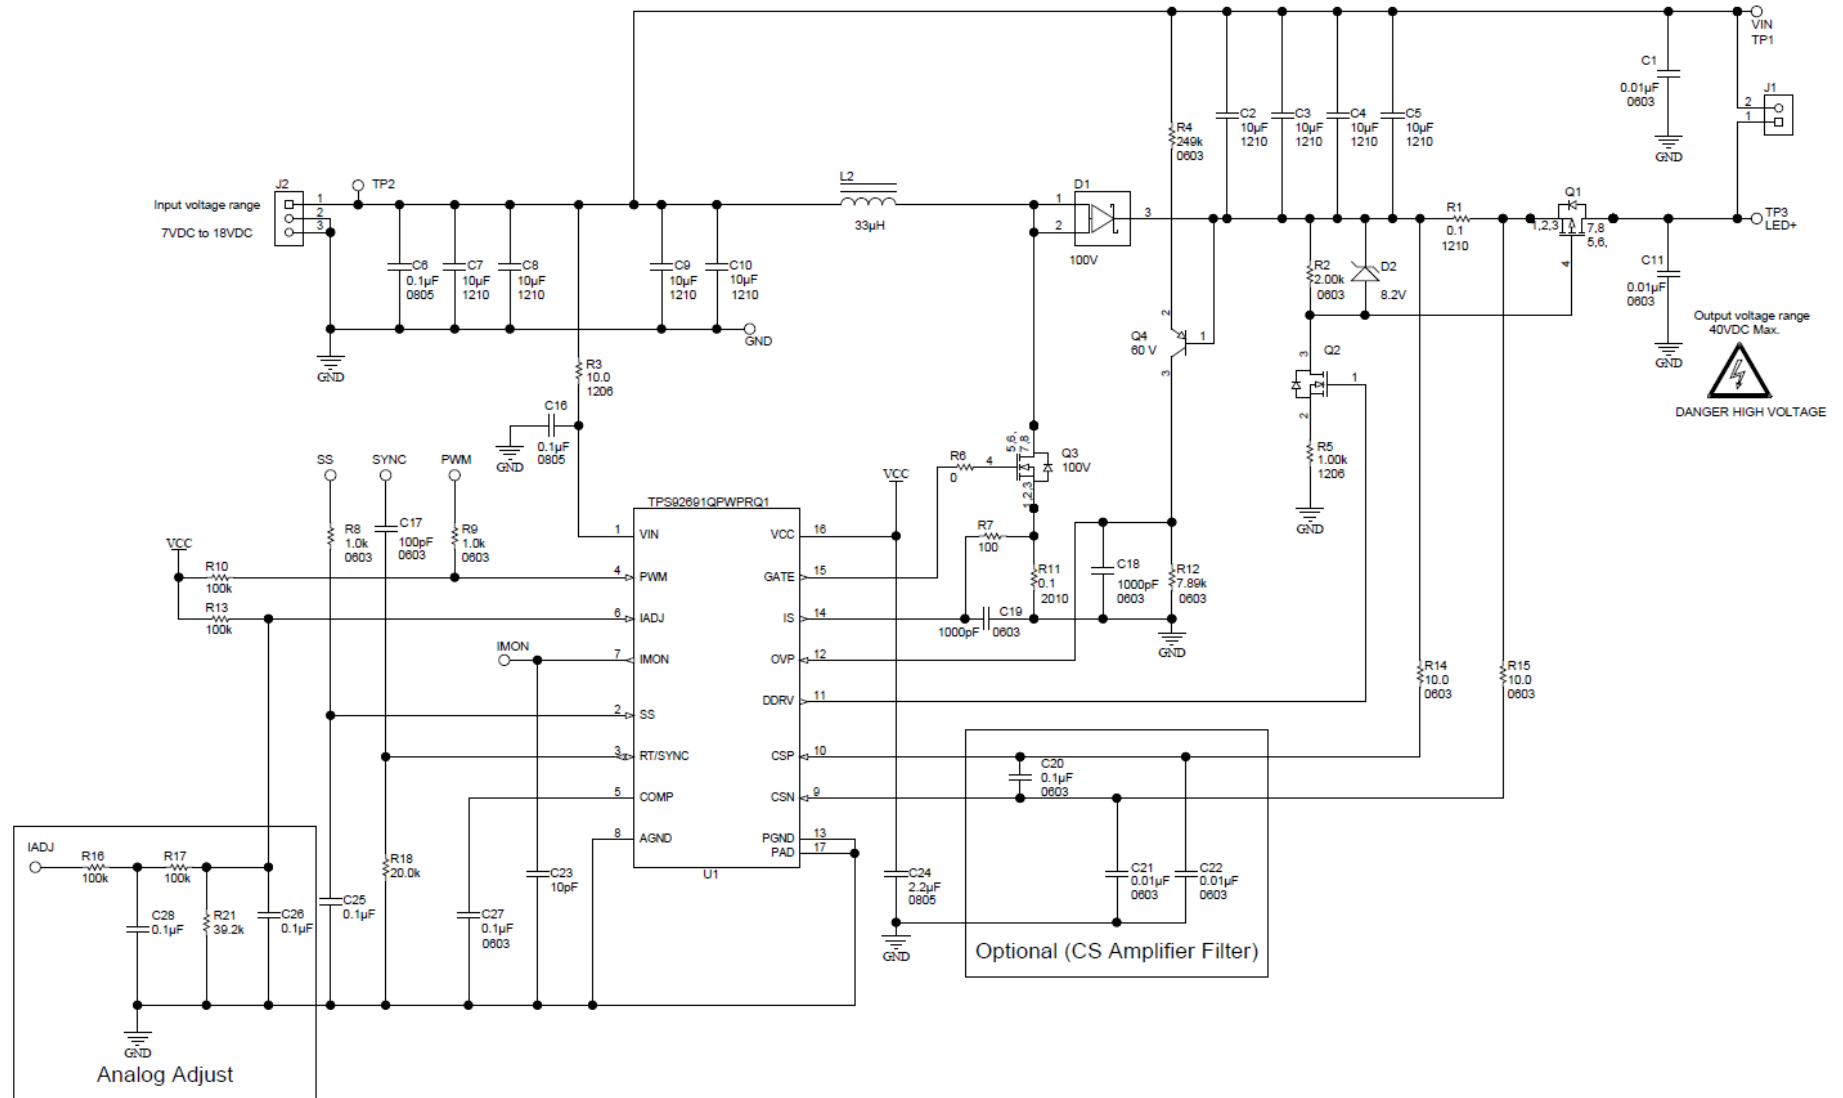 VIN
TP1
C1
0.01µF
0603
GND
J1
2
1
R4
249k
0603
C2
10µF
1210
C3
10µF
1210
C4
10µF
1210
C5
10µF
1210
J2
1
2
3
TP2
Input voltage range
7VDC to 18VDC
C6
0.1µF
0805
C7
10µF
1210
C8
10µF
1210
C9
10µF
1210
C10
10µF
1210
GND
GND
L2
33µH
D1
1
2
3
100V
R1
0.1
1210
Q1
1,2,3
7,8
5,6,
4
TP3
LED+
R2
2.00k
0603
D2
8.2V
C11
0.01µF
0603
GND
Output voltage range
40VDC Max.
DANGER HIGH VOLTAGE
Q4
60 V
2
1
3
Q2
3
1
2
R5
1.00k
1206
GND
R3
10.0
1206
C16
0.1µF
0805
GND
SS
SYNC
PWM
R8
1.0k
0603
C17
100pF
0603
R9
1.0k
0603
VCC
R10
100k
R13
100k
VCC
R6
0
4
5,6,
7,8
1,2,3
Q3
100V
R7
100
R11
0.1
2010
C19
1000pF
0603
C18
1000pF
0603
R12
7.89k
0603
GND
TPS92691QPWPRQ1
1
VIN
4
PWM
6
IADJ
7
IMON
2
SS
3
RT/SYNC
5
COMP
8
AGND
VCC
16
GATE
15
IS
14
OVP
12
DDRV
11
CSP
10
CSN
9
PGND
13
PAD
17
U1
IMON
R14
10.0
0603
R15
10.0
0603
C20
0.1µF
0603
C21
0.01µF
0603
C22
0.01µF
0603
Optional (CS Amplifier Filter)
C24
2.2µF
0805
GND
C23
10pF
C27
0.1µF
0603
R18
20.0k
C25
0.1µF
IADJ
R16
100k
R17
100k
C28
0.1µF
R21
39.2k
C26
0.1µF
GND
Analog Adjust